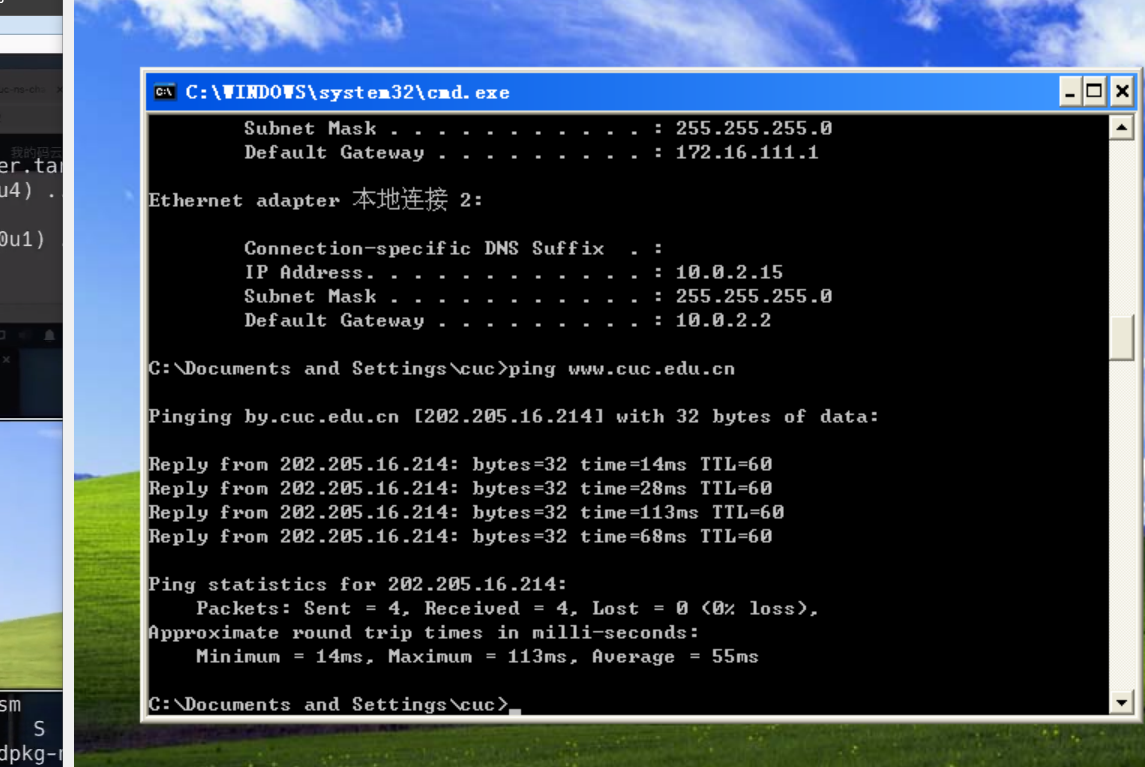 C:\WINDOWS\system32\cmd.exe
Subnet Mask . . . . . . . . . . . : 255.255.255.0
Default Gateway . . . . . . . . . : 172.16.111.1
Ethernet adapter 本地连接 2:
Connection-specific DNS Suffix  . :
IP Address. . . . . . . . . . . . : 10.0.2.15
Subnet Mask . . . . . . . . . . . : 255.255.255.0
Default Gateway . . . . . . . . . : 10.0.2.2
C:\Documents and Settings\cuc>ping www.cuc.edu.cn
Pinging by.cuc.edu.cn [202.205.16.214] with 32 bytes of data:
Reply from 202.205.16.214: bytes=32 time=14ms TTL=60
Reply from 202.205.16.214: bytes=32 time=28ms TTL=60
Reply from 202.205.16.214: bytes=32 time=113ms TTL=60
Reply from 202.205.16.214: bytes=32 time=68ms TTL=60
Ping statistics for 202.205.16.214:
Packets: Sent = 4, Received = 4, Lost = 0 (0% loss),
Approximate round trip times in milli-seconds:
Minimum = 14ms, Maximum = 113ms, Average = 55ms
C:\Documents and Settings\cuc>_
我的码云
er.tar
u4) .
0u1)
sm
S
dpkg-